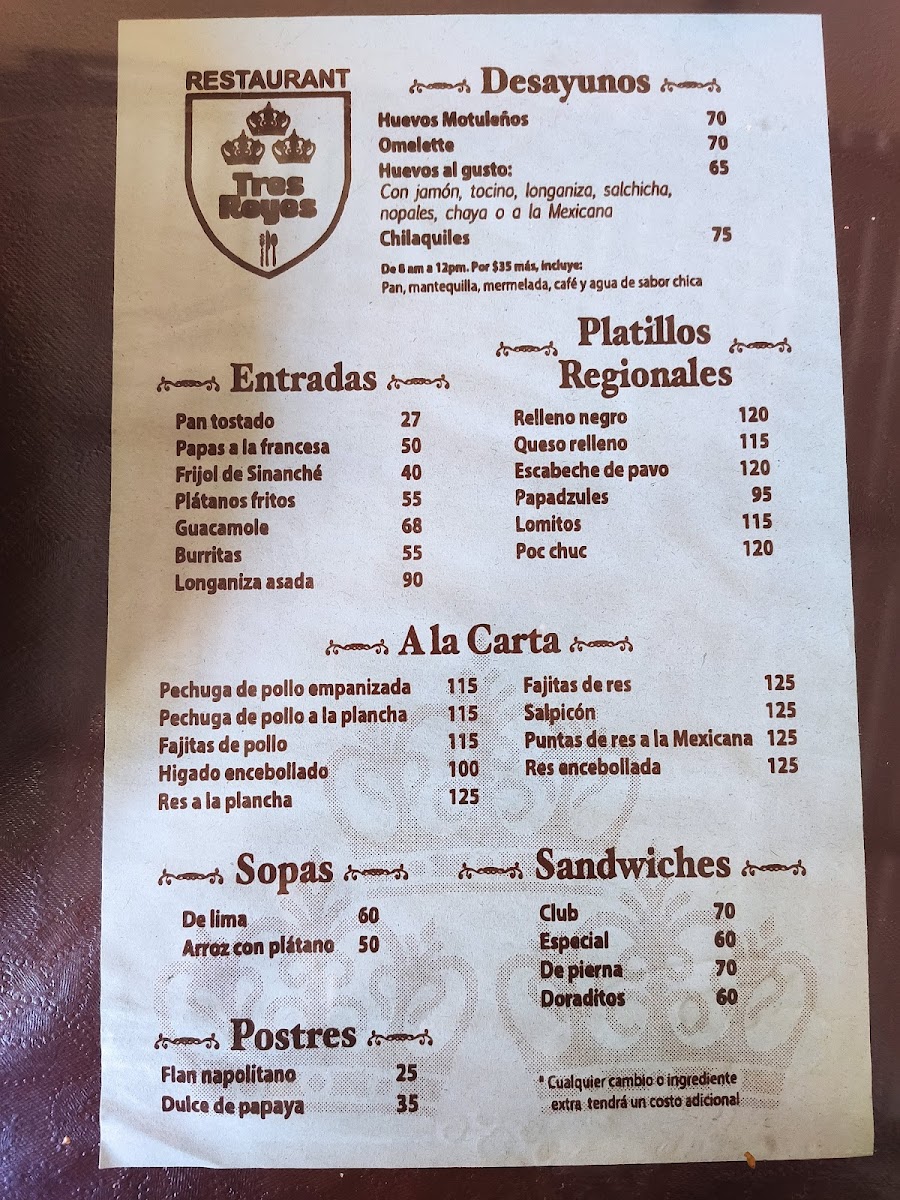 RESTAURANT
Tres
Reyes
Desayunos
Huevos Motuleños 70
Omelette 70
Huevos al gusto: 65
Con jamón, tocino, longaniza, salchicha,
nopales, chaya o a la Mexicana
Chilaquiles 75
De 8 am a 12pm. Por $35 más, incluye:
Pan, mantequilla, mermelada, café y agua de sabor chica
Entradas
Pan tostado 27
Papas a la francesa 50
Frijol de Sinanché 40
Plátanos fritos 55
Guacamole 68
Burritas 55
Longaniza asada 90
Platillos
Regionales
Relleno negro 120
Queso relleno 115
Escabeche de pavo 120
Papadzules 95
Lomitos 115
Poc chuc 120
A la Carta
Pechuga de pollo empanizada 115
Pechuga de pollo a la plancha 115
Fajitas de pollo 115
Higado encebollado 100
Res a la plancha 125
Fajitas de res 125
Salpicón 125
Puntas de res a la Mexicana 125
Res encebollada 125
Sopas
De lima 60
Arroz con plátano 50
Sandwiches
Club 70
Especial 60
De pierna 70
Doraditos 60
Postres
Flan napolitano 25
Dulce de papaya 35
* Cualquier cambio o ingrediente
extra tendrá un costo adicional